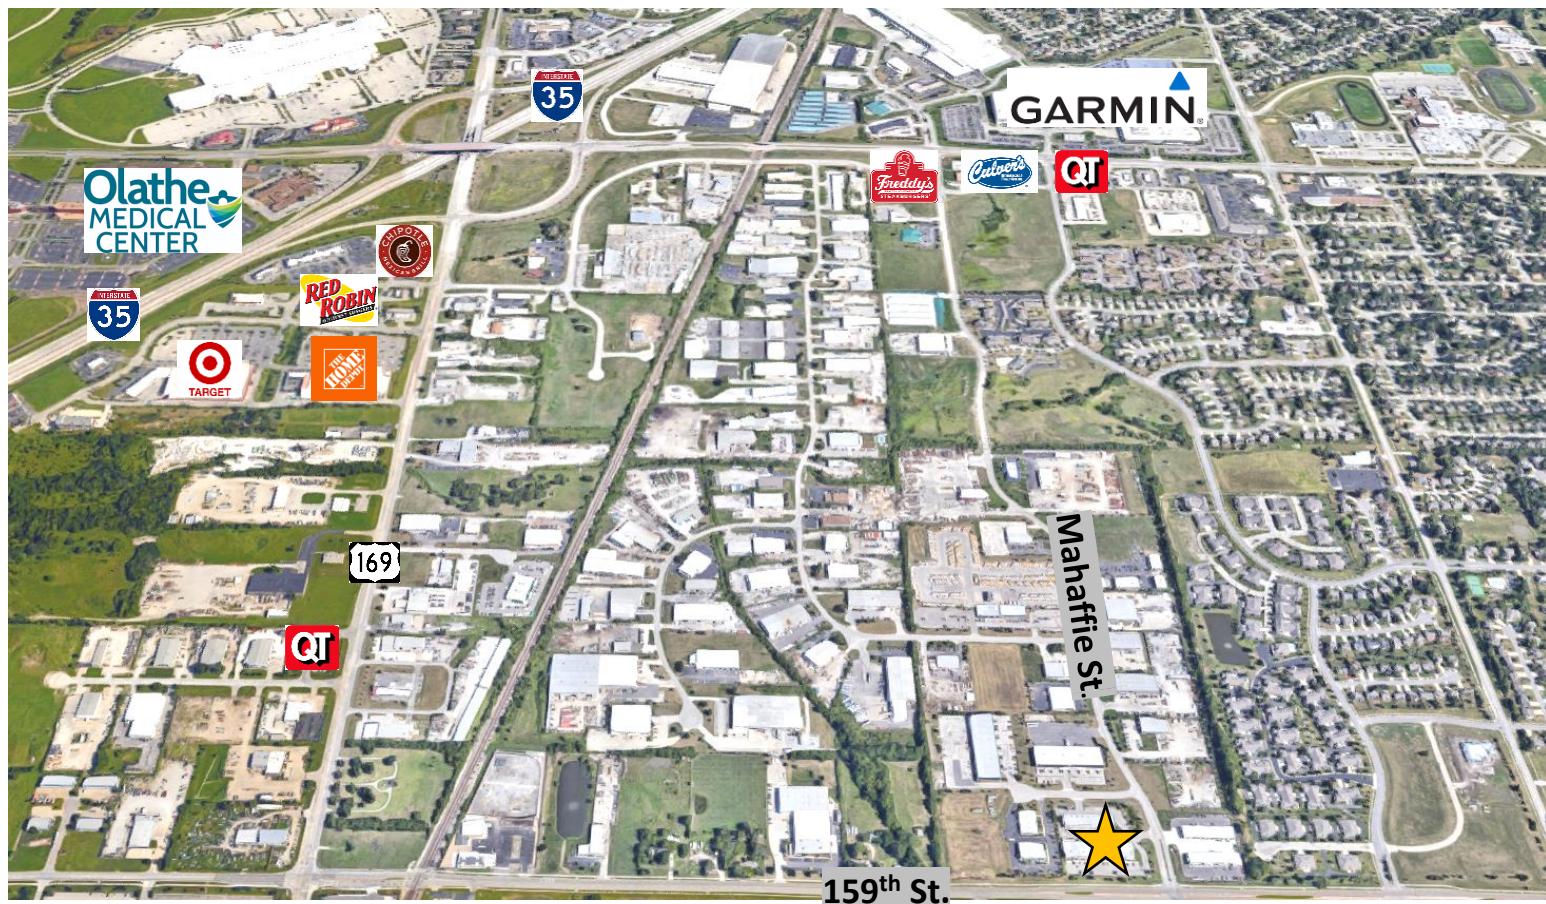 INTERSTATE
35
GARMIN
Olathe
MEDICAL
CENTER
Freddy's
STEAKBURGERS
Culver's
QT
CHIPOTLE
MEXICAN GRILL
RED
ROBIN
INTERSTATE
35
TARGET
THE
HOME
DEPOT
169
Mahaffie St.
QT
159th St.